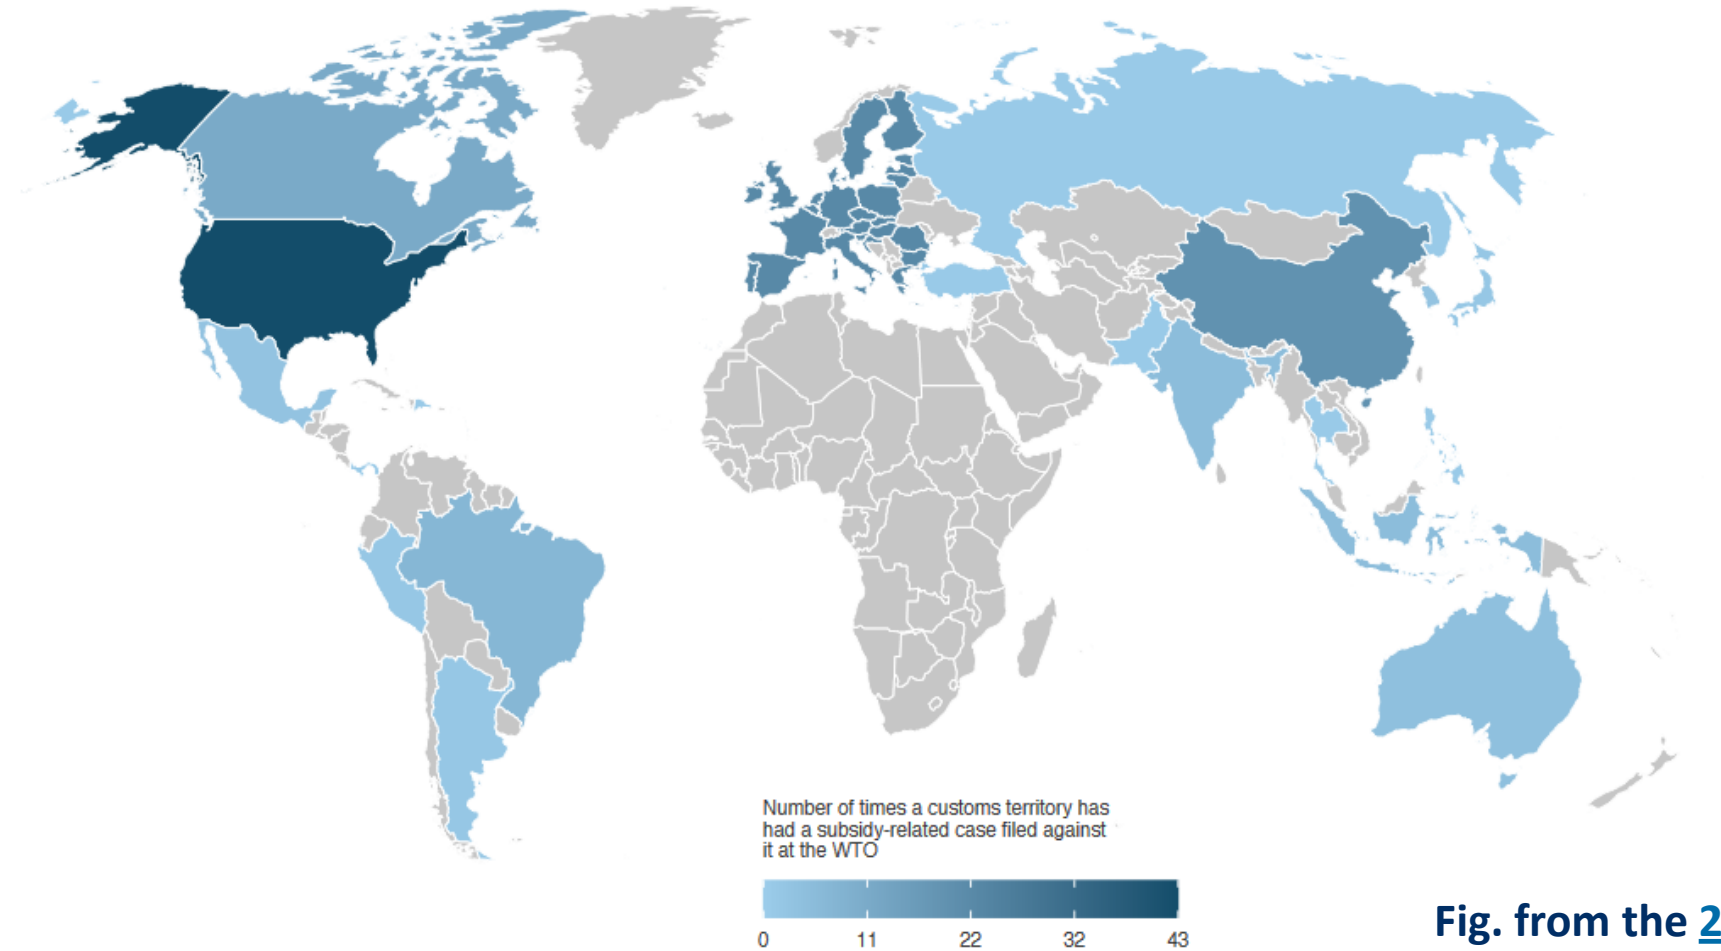 Number of times a customs territory has
had a subsidy-related case filed against
it at the WTO
0 11 22 32 43
Fig. from the 2